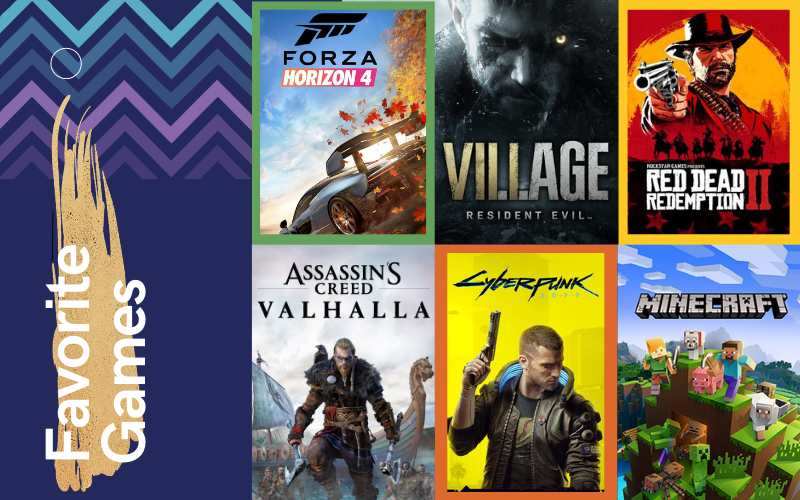 Favorite
Games
FORZA
HORIZON 4
VILLAGE
RESIDENT EVIL
ROCKSTAR GAMES PRESENTS
RED DEAD
REDEMPTION II
ASSASSIN'S
CREED
VALHALLA
Cyberpunk
2077
MINECRAFT